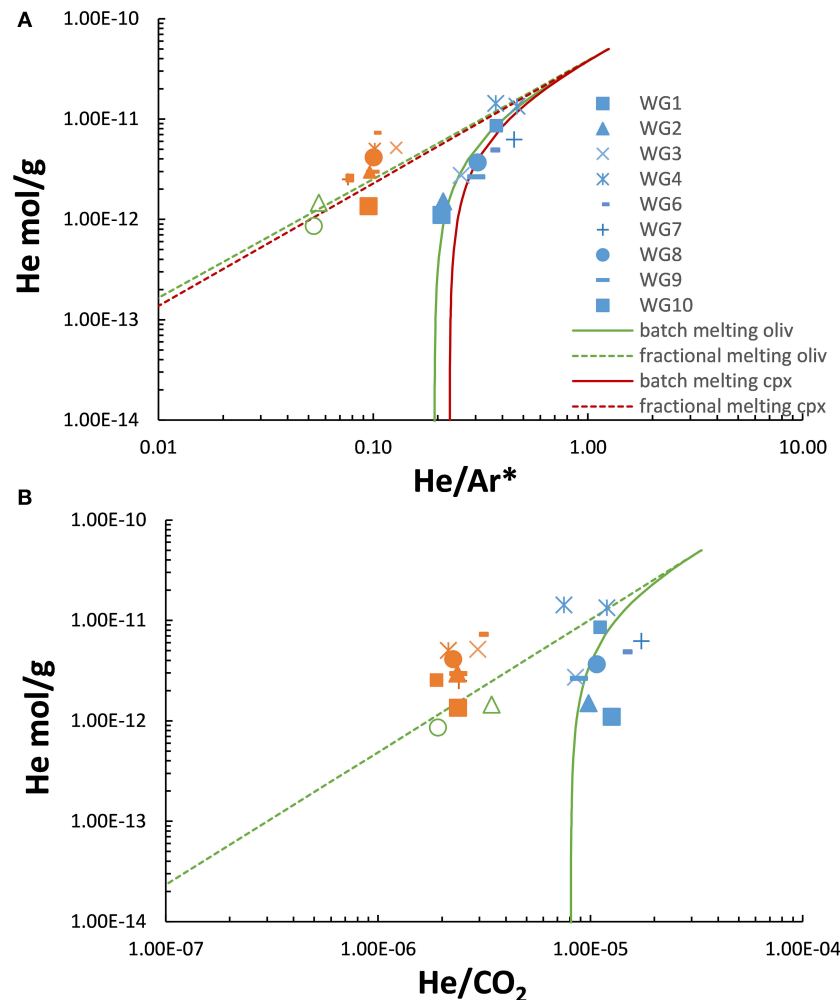 A
1.00E-10
1.00E-11
1.00E-12
1.00E-13
1.00E-14
He mol/g
0.01 0.10 1.00 10.00
He/Ar*
WG1
WG2
WG3
WG4
WG6
WG7
WG8
WG9
WG10
batch melting oliv
fractional melting oliv
batch melting cpx
fractional melting cpx
B
1.00E-10
1.00E-11
1.00E-12
1.00E-13
1.00E-14
He mol/g
1.00E-07 1.00E-06 1.00E-05 1.00E-04
He/CO₂